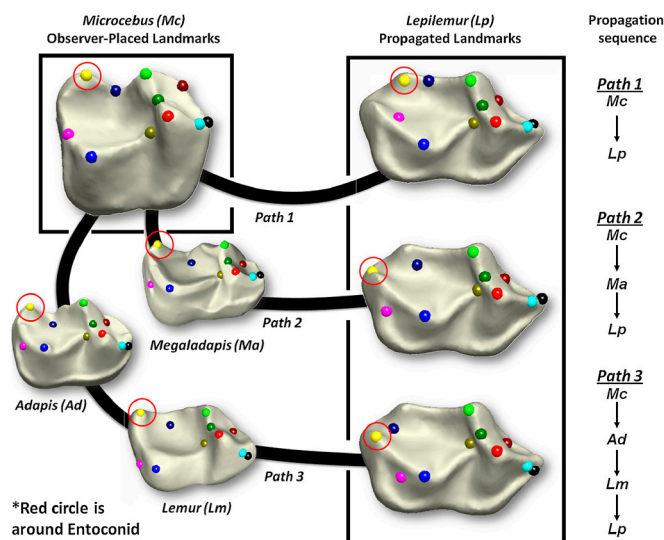 Microcebus (Mc)
Observer-Placed Landmarks
Lepilemur (Lp)
Propagated Landmarks
Propagation
sequence
Path 1
Mc
Lp
Path 1
Path 2
Mc
Ma
Lp
Path 2
Megaladapis (Ma)
Adapis (Ad)
Path 3
Mc
Ad
Lm
Lp
Path 3
Lemur (Lm)
*Red circle is
around Entoconid